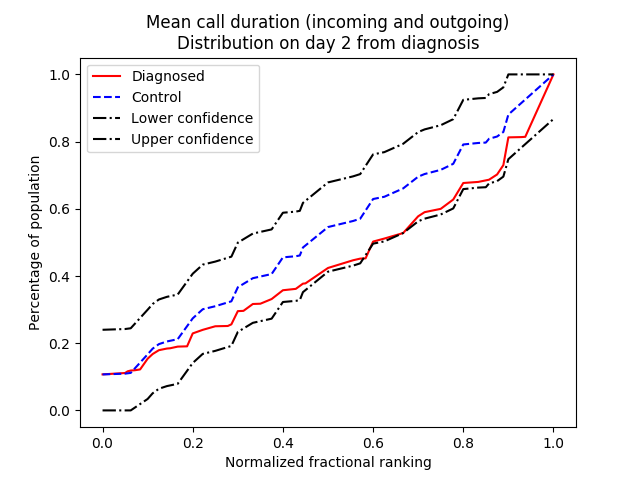 Mean call duration (incoming and outgoing)
Distribution on day 2 from diagnosis
Diagnosed
Control
Lower confidence
Upper confidence
Percentage of population
1.0
0.8
0.6
0.4
0.2
0.0
0.0 0.2 0.4 0.6 0.8 1.0
Normalized fractional ranking